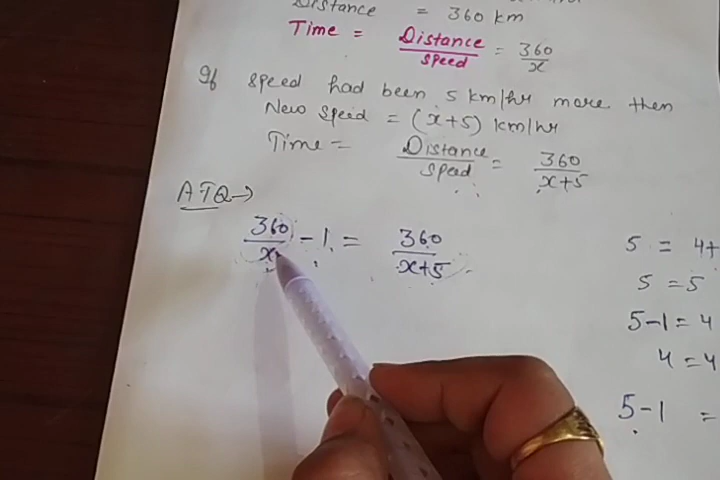 Distance = 360 km
Time = Distance/Speed = 360/x
If speed had been 5 km/hr more then
New Speed = (x+5) km/hr
Time = Distance/Speed = 360/x+5
ATQ→
360/x - 1 = 360/x+5
5 = 4+
5 = 5
5-1 = 4
4 = 4
5-1 =